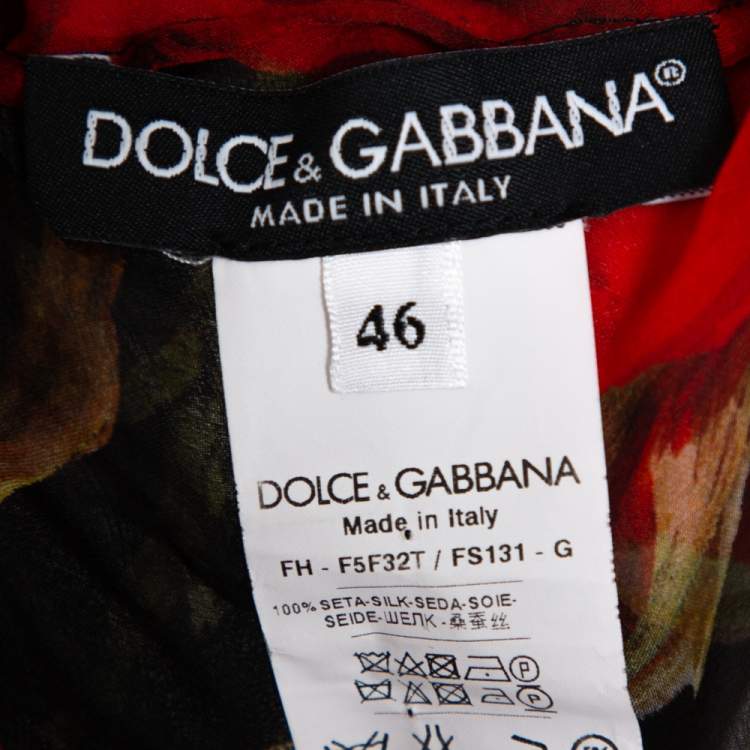 DOLCE & GABBANA®
MADE IN ITALY
46
DOLCE & GABBANA
Made in Italy
FH - F5F32T / FS131 - G
100% SETA-SILK-SEDA-SOIE-
SEIDE-ШЕЛК-桑蚕丝
P
P